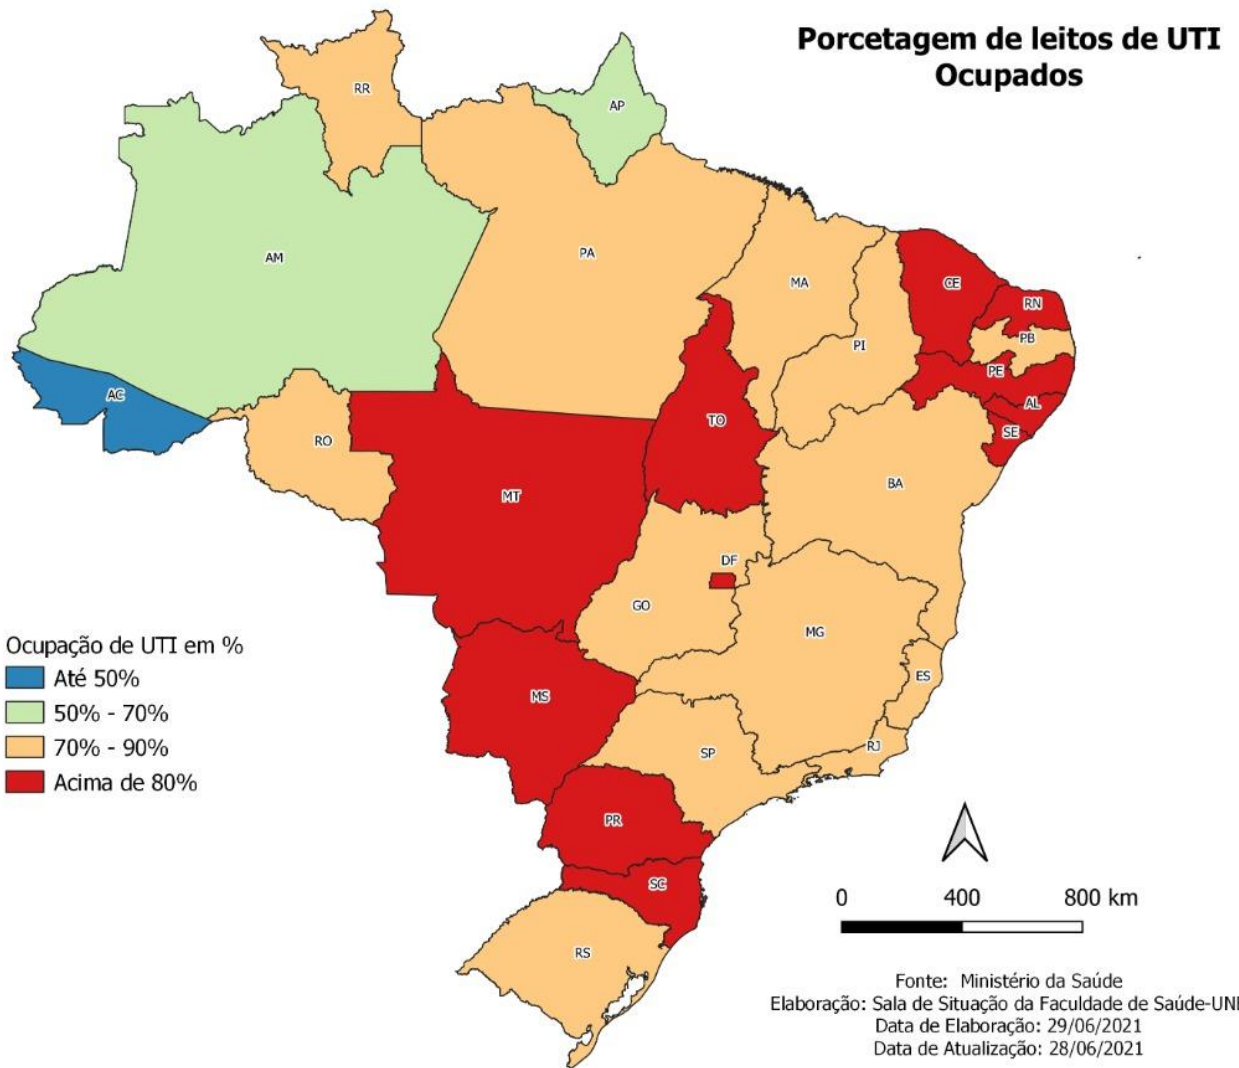 Porcetagem de leitos de UTI
Ocupados
RR
AP
AM
PA
MA
CE
RN
PB
PI
PE
AC
AL
TO
SE
RO
BA
MT
DF
GO
MG
ES
MS
RJ
SP
PR
SC
RS
Ocupação de UTI em %
Até 50%
50% - 70%
70% - 90%
Acima de 80%
0 400 800 km
Fonte: Ministério da Saúde
Elaboração: Sala de Situação da Faculdade de Saúde-UNI
Data de Elaboração: 29/06/2021
Data de Atualização: 28/06/2021